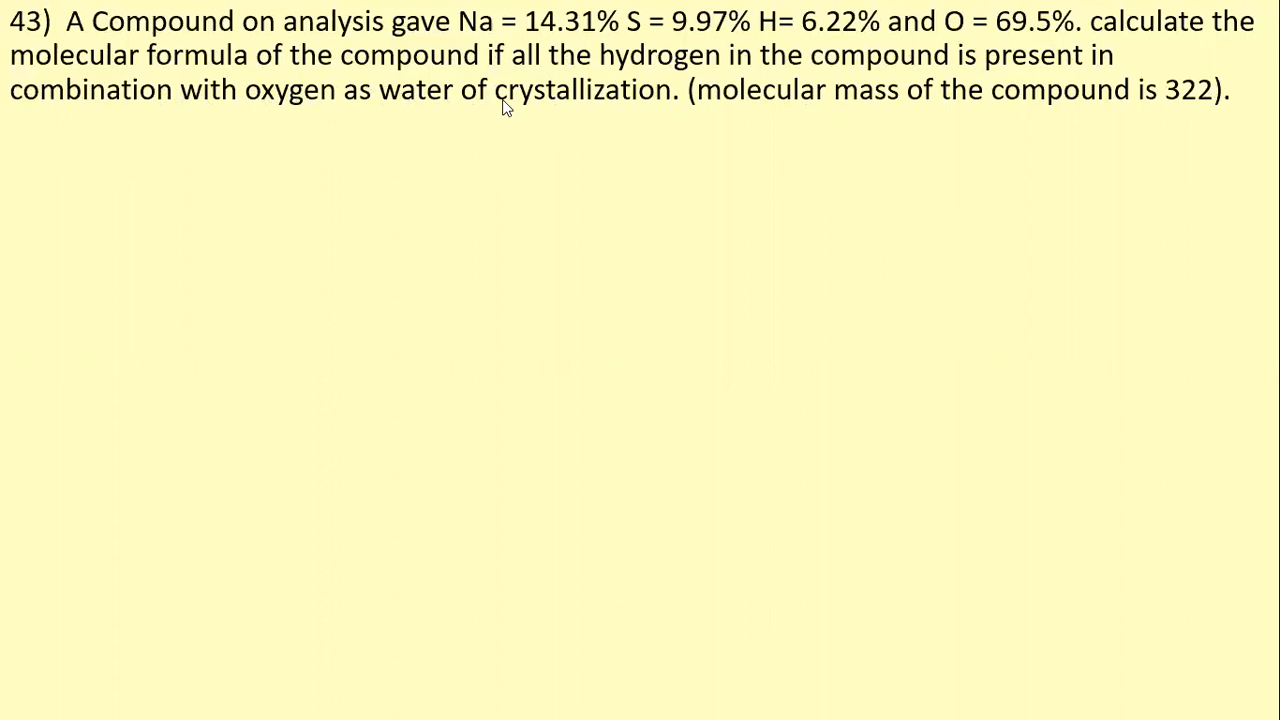 43)  A Compound on analysis gave Na = 14.31% S = 9.97% H= 6.22% and O = 69.5%. calculate the
molecular formula of the compound if all the hydrogen in the compound is present in
combination with oxygen as water of crystallization. (molecular mass of the compound is 322).